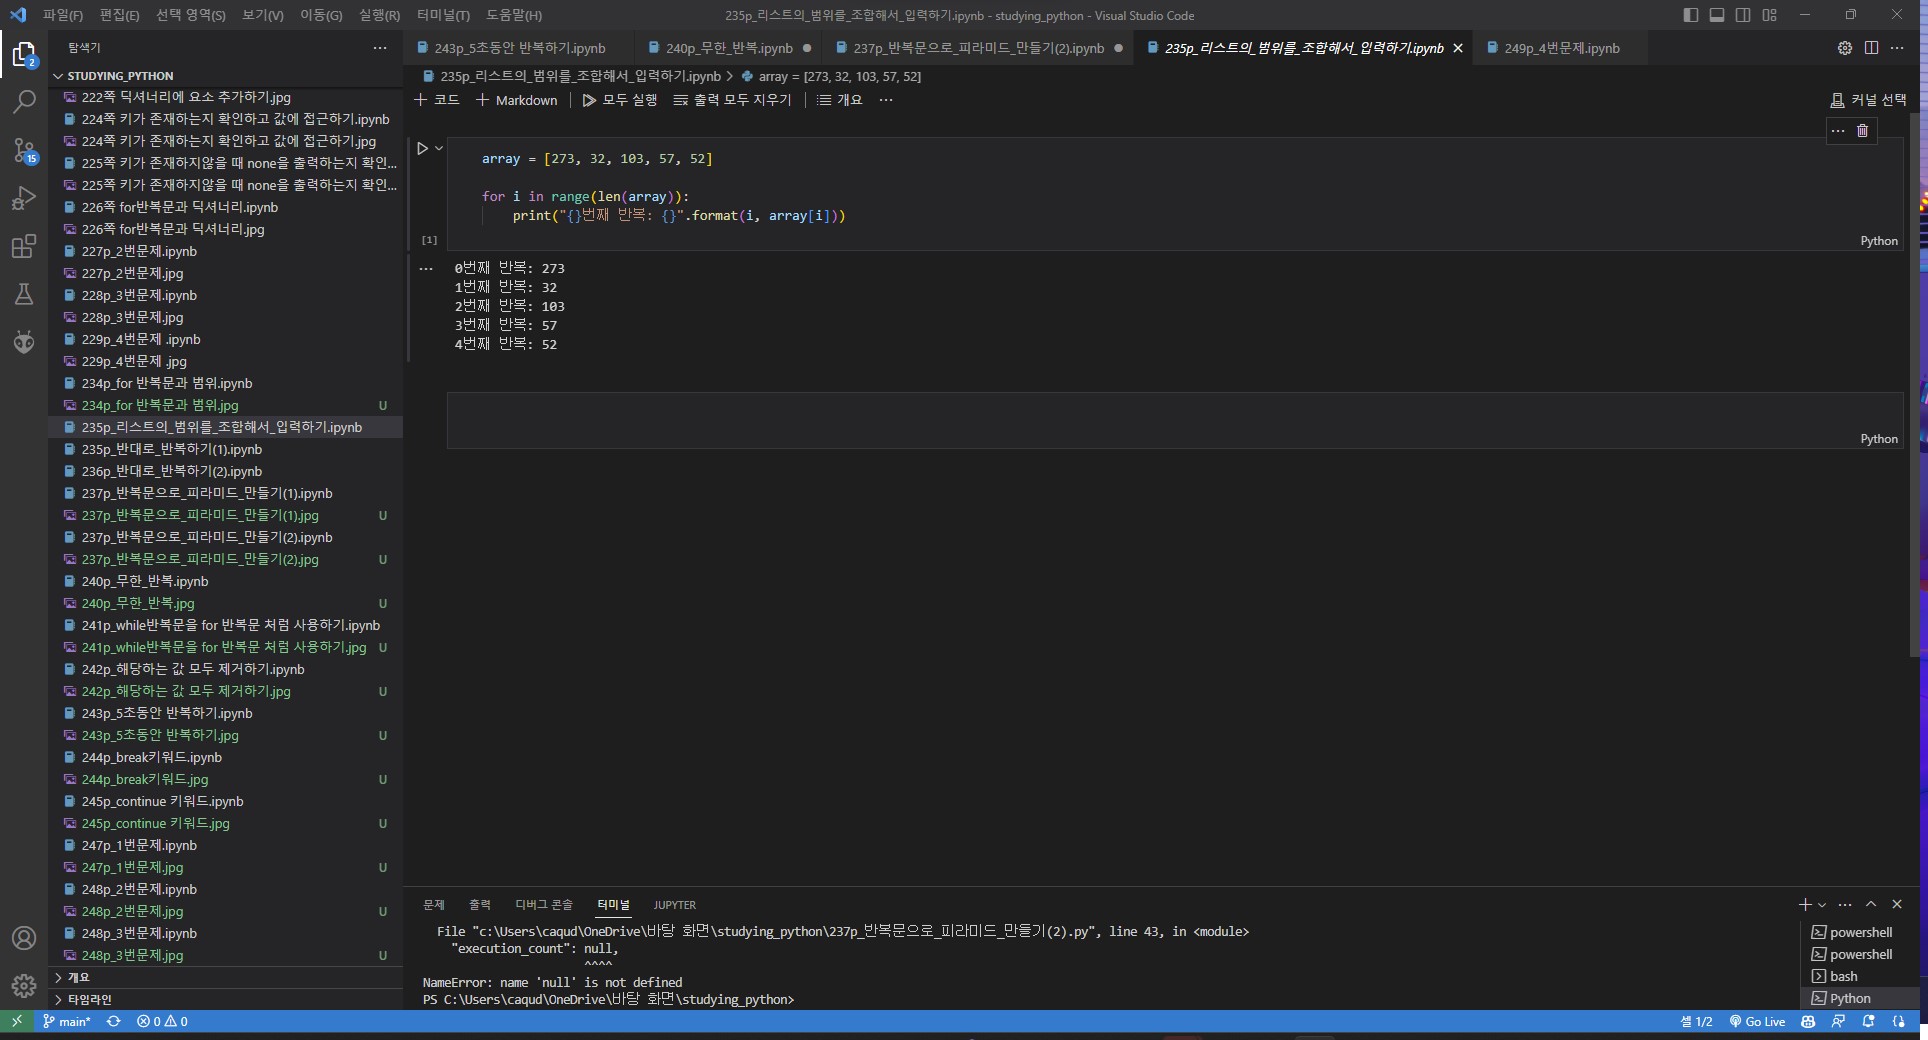 파일(F) 편집(E) 선택 영역(S) 보기(V) 이동(G) 실행(R) 터미널(T) 도움말(H)
235p_리스트의_범위를_조합해서_입력하기.ipynb - studying_python - Visual Studio Code
탐색기
243p_5초동안 반복하기.ipynb
240p_무한_반복.ipynb
237p_반복문으로_피라미드_만들기(2).ipynb
235p_리스트의_범위를_조합해서_입력하기.ipynb
249p_4번문제.ipynb
STUDYING_PYTHON
222쪽 딕셔너리에 요소 추가하기.jpg
224쪽 키가 존재하는지 확인하고 값에 접근하기.ipynb
224쪽 키가 존재하는지 확인하고 값에 접근하기.jpg
225쪽 키가 존재하지않을 때 none을 출력하는지 확인...
225쪽 키가 존재하지않을 때 none을 출력하는지 확인...
226쪽 for반복문과 딕셔너리.ipynb
226쪽 for반복문과 딕셔너리.jpg
227p_2번문제.ipynb
227p_2번문제.jpg
228p_3번문제.ipynb
228p_3번문제.jpg
229p_4번문제 .ipynb
229p_4번문제 .jpg
234p_for 반복문과 범위.ipynb
234p_for 반복문과 범위.jpg U
235p_리스트의_범위를_조합해서_입력하기.ipynb
235p_반대로_반복하기(1).ipynb
236p_반대로_반복하기(2).ipynb
237p_반복문으로_피라미드_만들기(1).ipynb
237p_반복문으로_피라미드_만들기(1).jpg U
237p_반복문으로_피라미드_만들기(2).ipynb
237p_반복문으로_피라미드_만들기(2).jpg U
240p_무한_반복.ipynb
240p_무한_반복.jpg U
241p_while반복문을 for 반복문 처럼 사용하기.ipynb
241p_while반복문을 for 반복문 처럼 사용하기.jpg U
242p_해당하는 값 모두 제거하기.ipynb
242p_해당하는 값 모두 제거하기.jpg U
243p_5초동안 반복하기.ipynb
243p_5초동안 반복하기.jpg U
244p_break키워드.ipynb
244p_break키워드.jpg U
245p_continue 키워드.ipynb
245p_continue 키워드.jpg U
247p_1번문제.ipynb
247p_1번문제.jpg U
248p_2번문제.ipynb
248p_2번문제.jpg U
248p_3번문제.ipynb
248p_3번문제.jpg U
개요
타임라인
235p_리스트의_범위를_조합해서_입력하기.ipynb > array = [273, 32, 103, 57, 52]
+ 코드 + Markdown | 모두 실행 출력 모두 지우기 | 개요 ...
커널 선택
array = [273, 32, 103, 57, 52]
for i in range(len(array)):
print("{}번째 반복: {}".format(i, array[i]))
[1]
Python
0번째 반복: 273
1번째 반복: 32
2번째 반복: 103
3번째 반복: 57
4번째 반복: 52
Python
문제 출력 디버그 콘솔 터미널 JUPYTER
File "c:\Users\caqud\OneDrive\바탕 화면\studying_python\237p_반복문으로_피라미드_만들기(2).py", line 43, in <module>
"execution_count": null,
^^^^
NameError: name 'null' is not defined
PS C:\Users\caqud\OneDrive\바탕 화면\studying_python>
powershell
powershell
bash
Python
2
15
main* 0 0
셀 1/2 Go Live